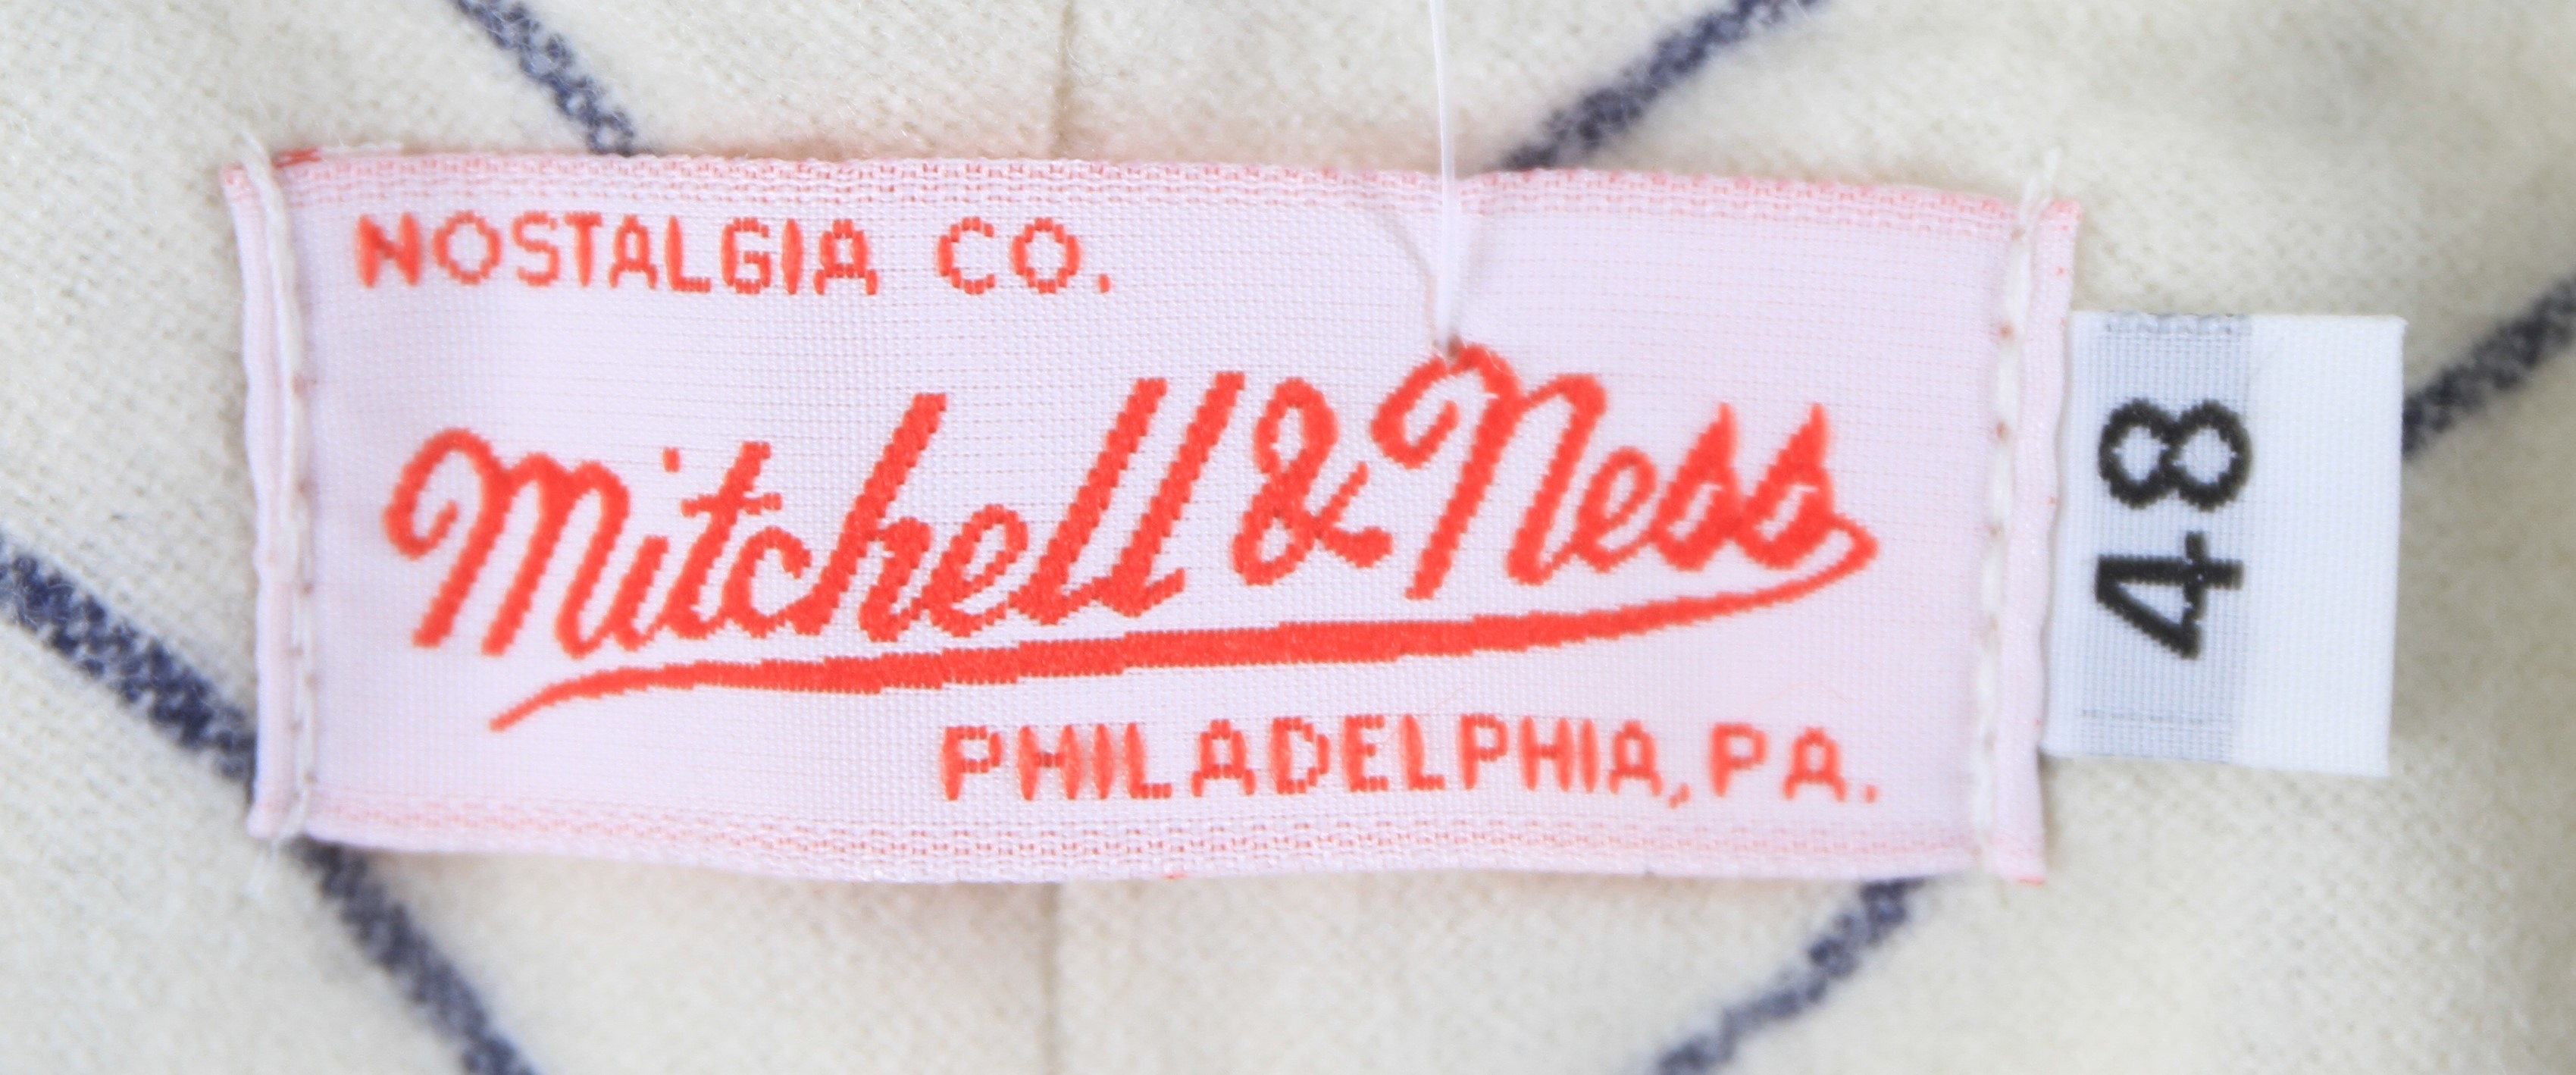 NOSTALGIA CO.
Mitchell & Ness
PHILADELPHIA, PA.
48